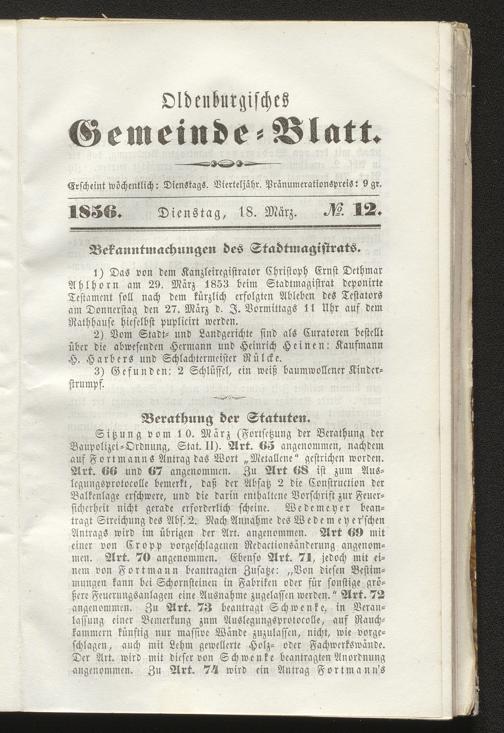 Oldenburgisches
Gemeinde-Blatt.
Erscheint wöchentlich: Dienstags. Vierteljähr. Pränumerationspreis: 9 gr.
1856. Dienstag, 18. März. № 12.
Bekanntmachungen des Stadtmagistrats.
1) Das von dem Kanzleiregistrator Christoph Ernst Dethmar
Ahlhorn am 29. März 1853 beim Stadtmagistrat deponirte
Testament soll nach dem kürzlich erfolgten Ableben des Testators
am Donnerstag den 27. März d. J. Vormittags 11 Uhr auf dem
Rathhause hieselbst puplicirt werden.
2) Vom Stadt- und Landgerichte sind als Curatoren bestellt
über die abwesenden Hermann und Heinrich Heinen: Kaufmann
H. Harbers und Schlachtermeister Rülcke.
3) Gefunden: 2 Schlüssel, ein weiß baumwollener Kinder-
strumpf.
Berathung der Statuten.
Sitzung vom 10. März (Fortsetzung der Berathung der
Baupolizei-Ordnung, Stat. II). Art. 65 angenommen, nachdem
auf Fortmanns Antrag das Wort „Metallene" gestrichen worden.
Art. 66 und 67 angenommen. Zu Art 68 ist zum Aus-
legungsprotocolle bemerkt, daß der Absatz 2 die Construction der
Balkenlage erschwere, und die darin enthaltene Vorschrift zur Feuer-
sicherheit nicht gerade erforderlich scheine. Wedemeyer bean-
tragt Streichung des Abs. 2. Nach Annahme des Wedemeyer'schen
Antrags wird im übrigen der Art. angenommen. Art 69 mit
einer von Cropp vorgeschlagenen Redactionsänderung angenom-
men. Art. 70 angenommen. Ebenso Art. 71, jedoch mit ei-
nem von Fortmann beantragten Zusatze: „Von diesen Bestim-
mungen kann bei Schornsteinen in Fabriken oder für sonstige grö-
ßere Feuerungsanlagen eine Ausnahme zugelassen werden." Art. 72
angenommen. Zu Art. 73 beantragt Schwenke, in Veran-
lassung einer Bemerkung zum Auslegungsprotocolle, auf Rauch-
kammern künftig nur massive Wände zuzulassen, nicht, wie vorge-
schlagen, auch mit Lehm gewellerte Holz- oder Fachwerkswände.
Der Art. wird mit dieser von Schwenke beantragten Anordnung
angenommen. Zu Art. 74 wird ein Antrag Fortmann's